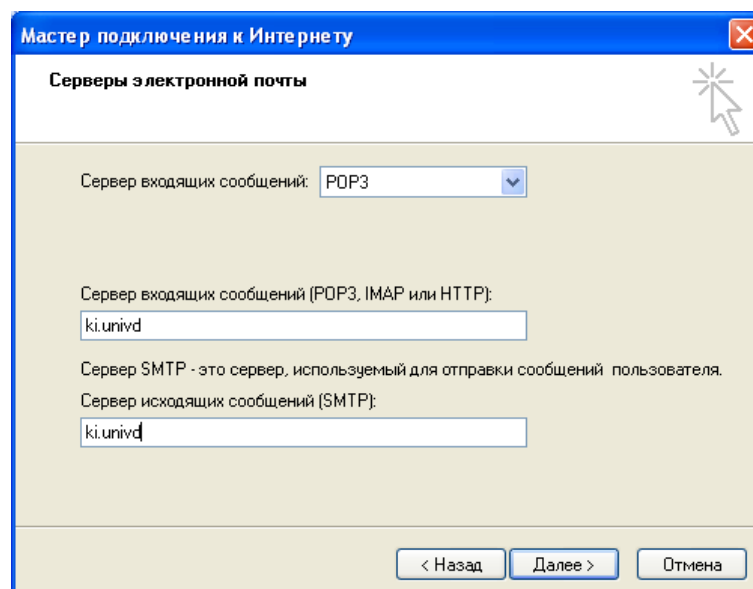 Мастер подключения к Интернету
Серверы электронной почты
Сервер входящих сообщений: POP3
Сервер входящих сообщений (POP3, IMAP или HTTP):
ki.univd
Сервер SMTP - это сервер, используемый для отправки сообщений пользователя.
Сервер исходящих сообщений (SMTP):
ki.univd
< Назад Далее > Отмена